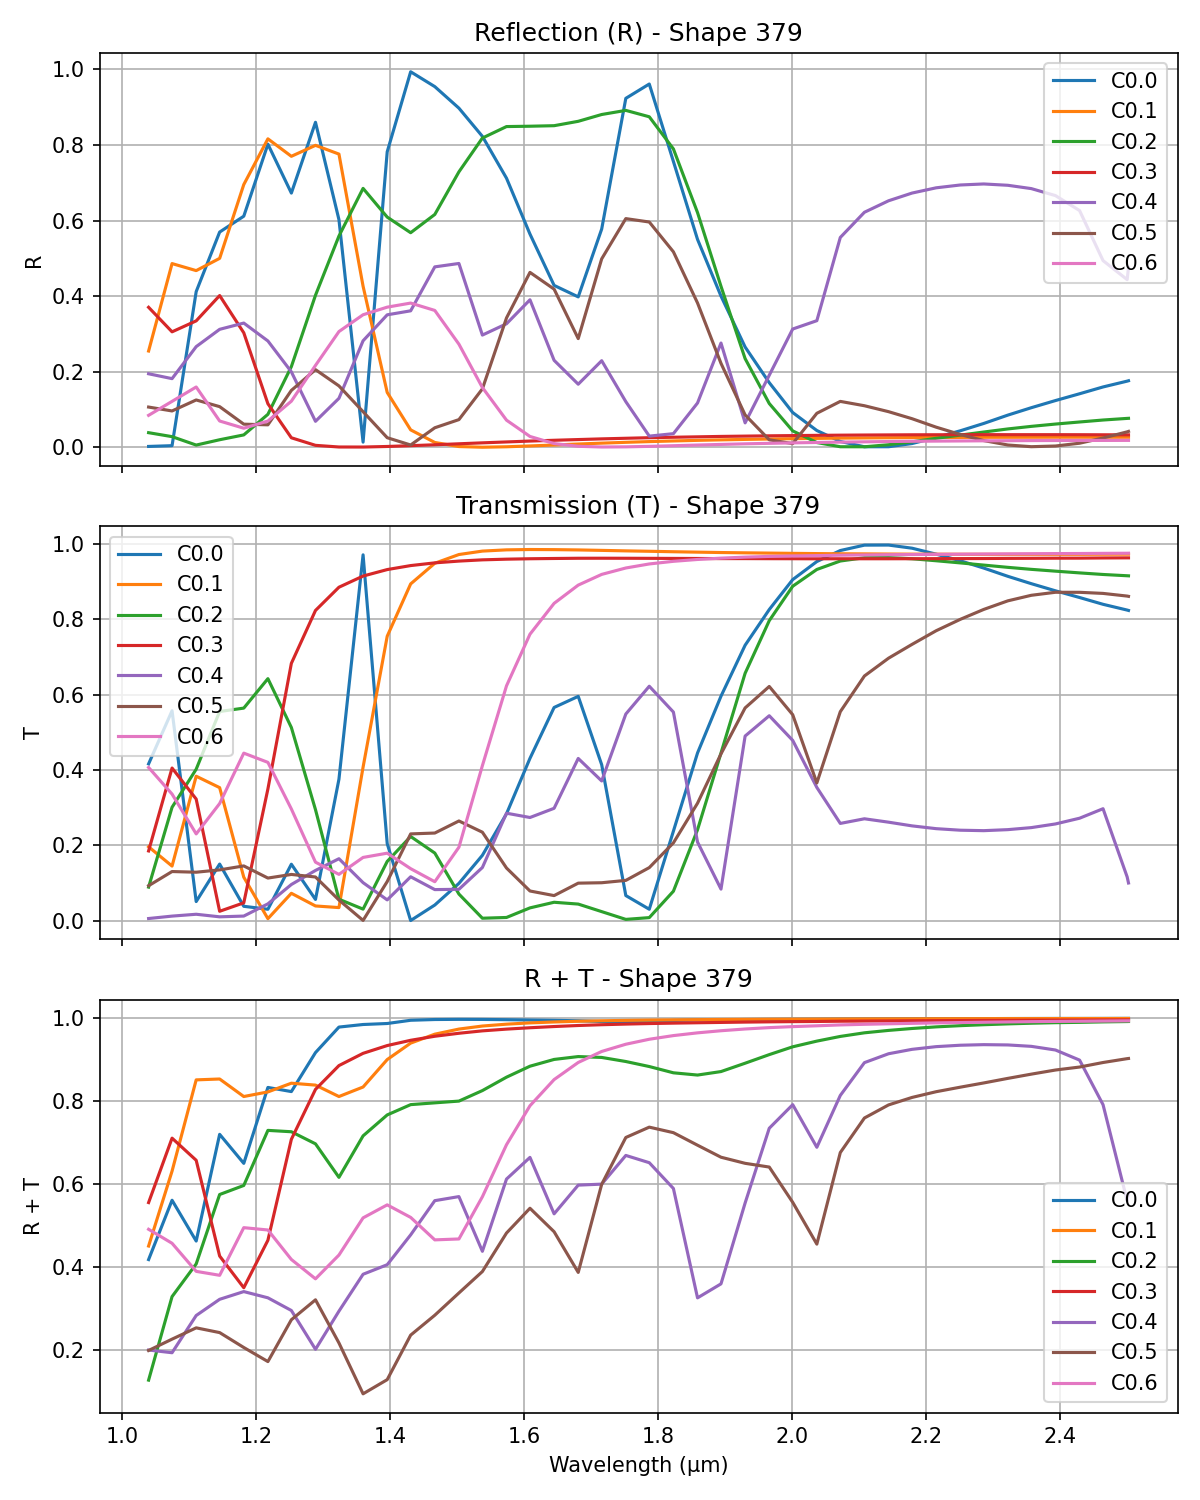 Reflection (R) - Shape 379
1.0
0.8
0.6
0.4
0.2
0.0
R
C0.0
C0.1
C0.2
C0.3
C0.4
C0.5
C0.6
Transmission (T) - Shape 379
1.0
0.8
0.6
0.4
0.2
0.0
T
C0.0
C0.1
C0.2
C0.3
C0.4
C0.5
C0.6
R + T - Shape 379
1.0
0.8
0.6
0.4
0.2
R + T
C0.0
C0.1
C0.2
C0.3
C0.4
C0.5
C0.6
1.0 1.2 1.4 1.6 1.8 2.0 2.2 2.4
Wavelength (μm)